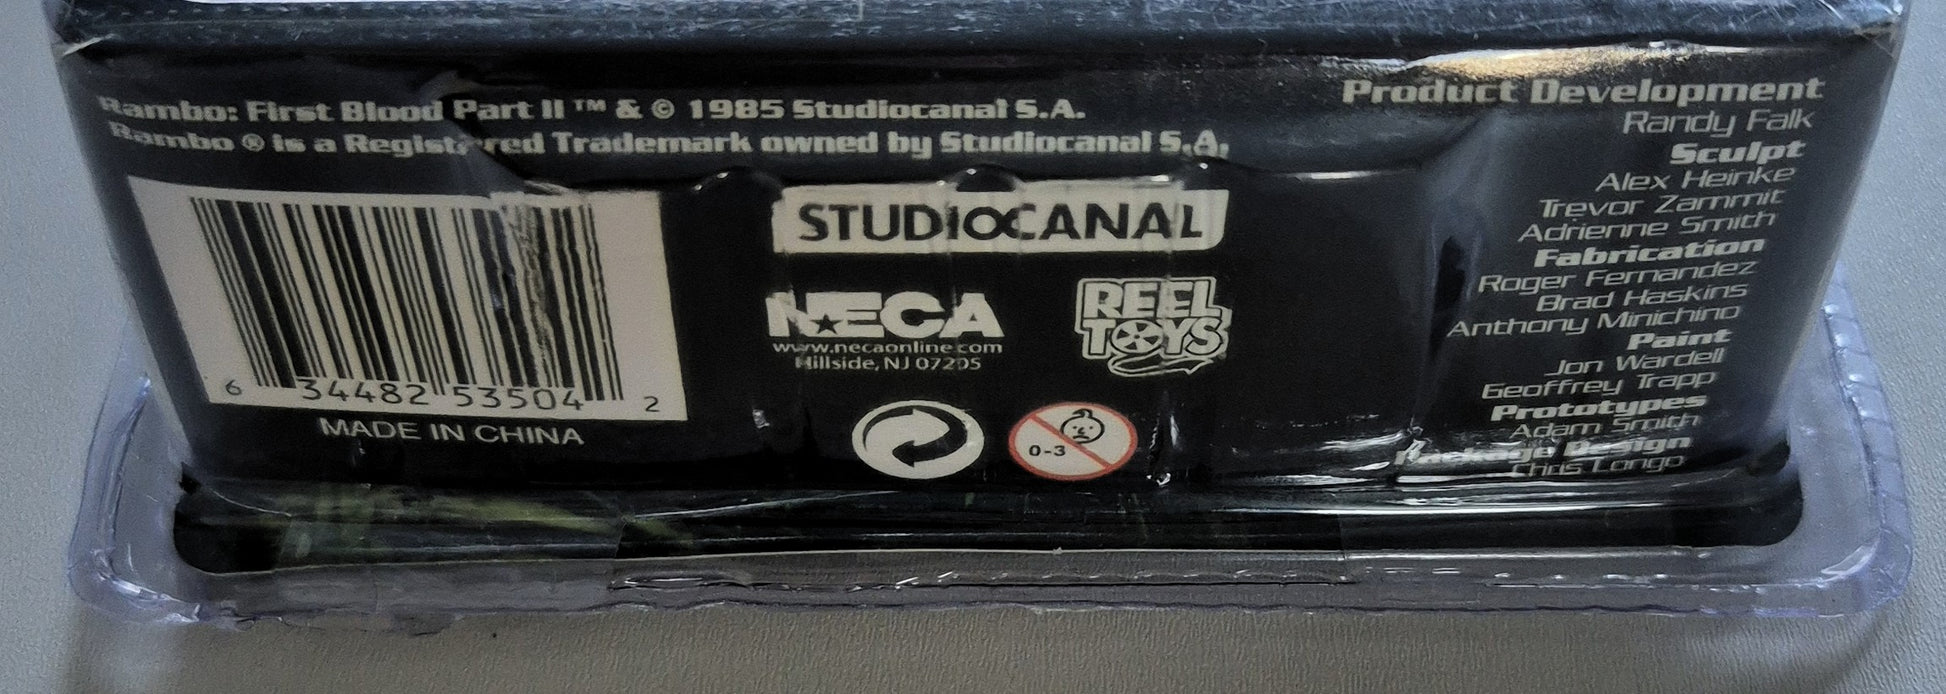 Rambo: First Blood Part II ™ & © 1985 Studiocanal S.A.
Rambo ® is a Registered Trademark owned by Studiocanal S.A.
6 34482 53504 2
MADE IN CHINA
STUDIOCANAL
NECA
www.necaonline.com
Hillside, NJ 07205
REEL
TOYS
0-3
Product Development
Randy Falk
Sculpt
Alex Heinke
Trevor Zammit
Adrienne Smith
Fabrication
Roger Fernandez
Brad Haskins
Anthony Minichino
Paint
Jon Wardell
Geoffrey Trapp
Prototypes
Adam Smith
Package Design
Chris Longo